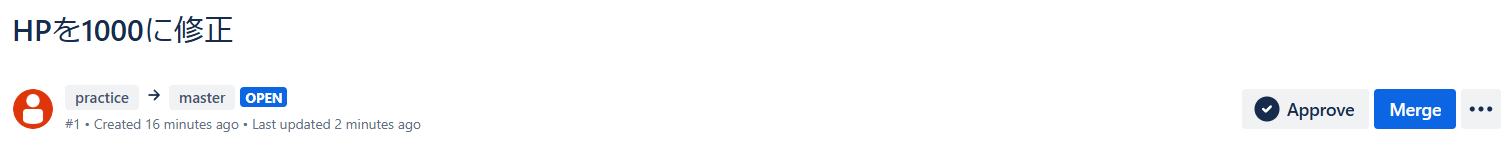 HPを1000に修正
practice → master OPEN
#1 • Created 16 minutes ago • Last updated 2 minutes ago
Approve
Merge